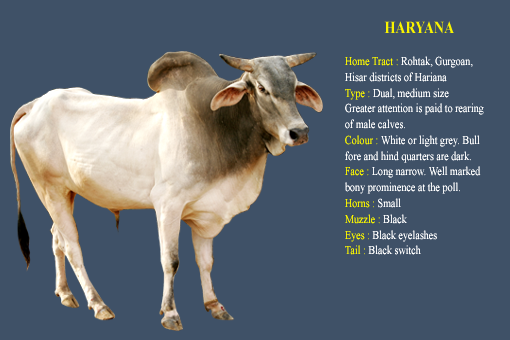 HARYANA
Home Tract : Rohtak, Gurgoan,
Hisar districts of Hariana
Type : Dual, medium size
Greater attention is paid to rearing
of male calves.
Colour : White or light grey. Bull
fore and hind quarters are dark.
Face : Long narrow. Well marked
bony prominence at the poll.
Horns : Small
Muzzle : Black
Eyes : Black eyelashes
Tail : Black switch